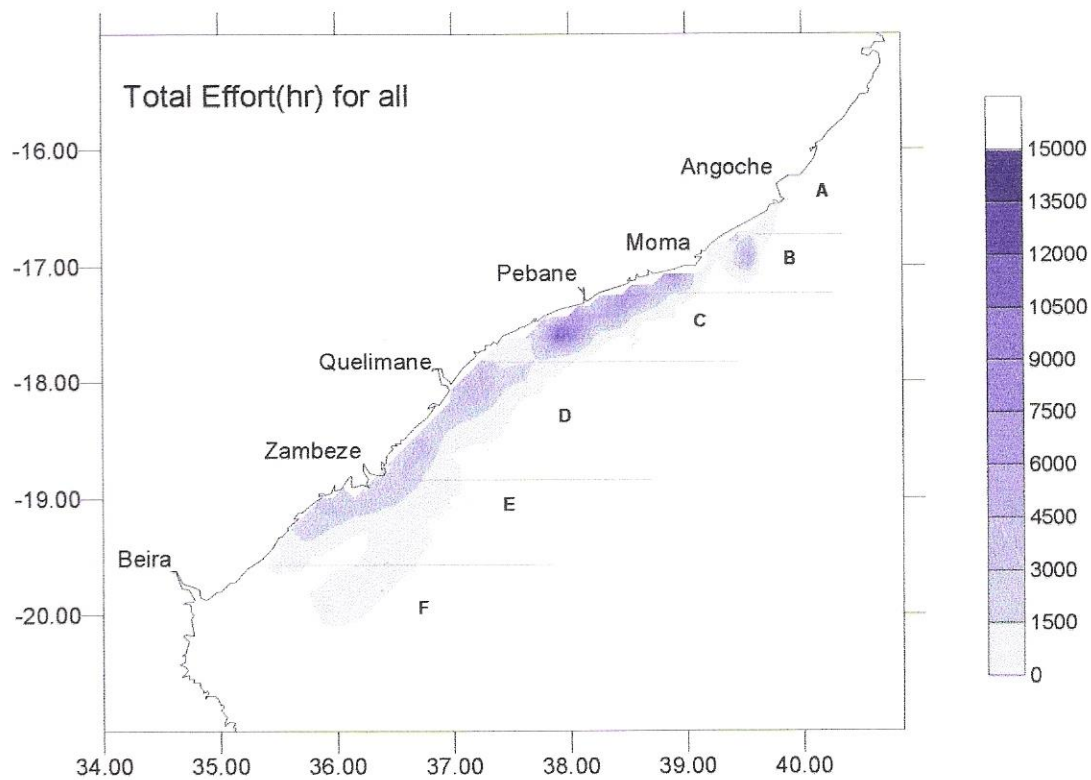 Total Effort(hr) for all
-16.00
-17.00
-18.00
-19.00
-20.00
Angoche
Moma
Pebane
Quelimane
Zambeze
Beira
A
B
C
D
E
F
34.00 35.00 36.00 37.00 38.00 39.00 40.00
15000
13500
12000
10500
9000
7500
6000
4500
3000
1500
0